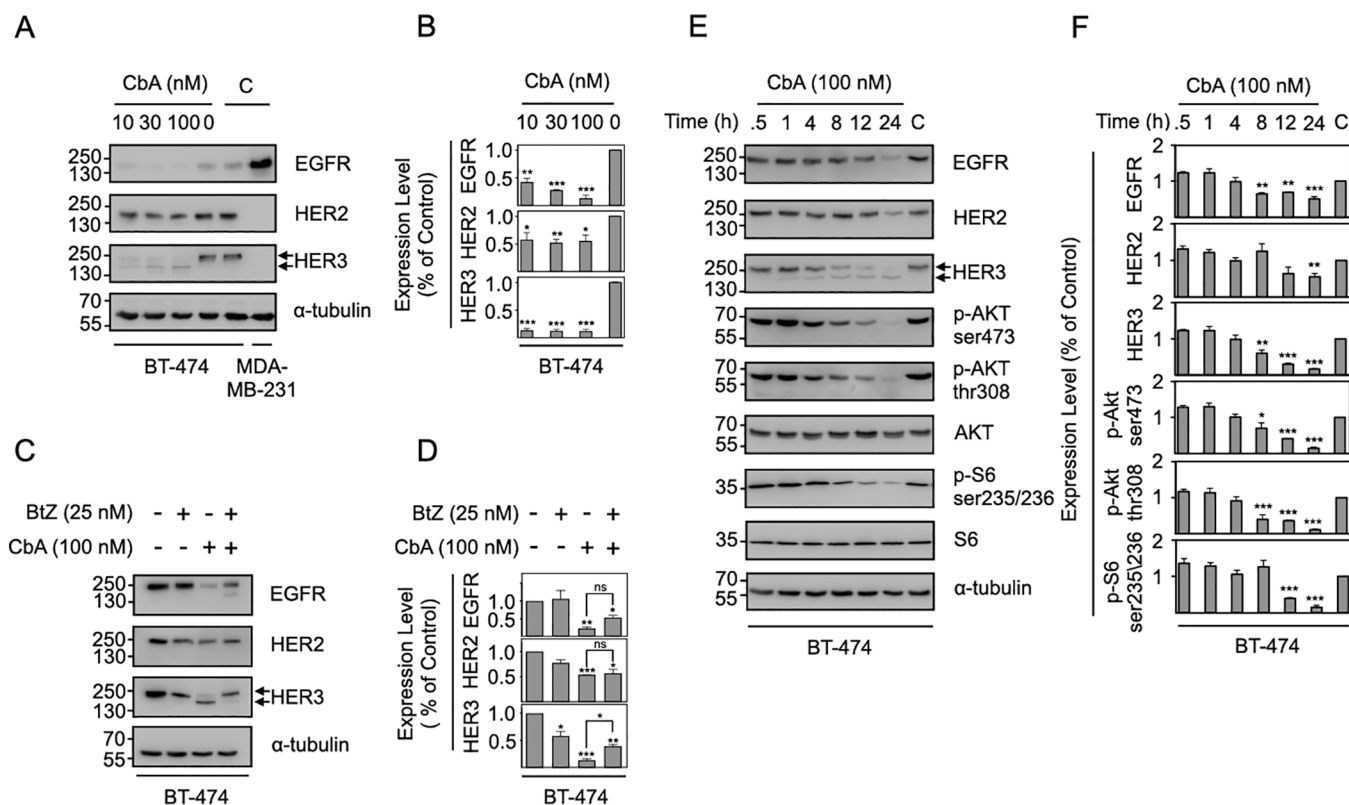 A
CbA (nM) C
10 30 100 0
250
130
EGFR
HER2
250
130
HER3
70
55
α-tubulin
BT-474
MDA-
MB-231
B
CbA (nM)
10 30 100 0
Expression Level
(% of Control)
EGFR
1.0
0.5
** *** ***
HER2
1.0
0.5
* ** *
HER3
1.0
0.5
*** *** ***
BT-474
C
BtZ (25 nM) - + - +
CbA (100 nM) - - + +
250
130
EGFR
250
130
HER2
250
130
HER3
70
55
α-tubulin
BT-474
D
BtZ (25 nM) - + - +
CbA (100 nM) - - + +
Expression Level
( % of Control)
EGFR
1.0
0.5
ns
** *
HER2
1.0
0.5
ns
*** *
HER3
1.0
0.5
*
* *** **
BT-474
E
CbA (100 nM)
Time (h) .5 1 4 8 12 24 C
250
130
EGFR
250
130
HER2
250
130
HER3
70
55
p-AKT
ser473
70
55
p-AKT
thr308
70
55
AKT
35
p-S6
ser235/236
35
S6
70
55
α-tubulin
BT-474
F
CbA (100 nM)
Time (h) .5 1 4 8 12 24 C
Expression Level (% of Control)
EGFR
2
1
** ** ***
HER2
2
1
**
HER3
2
1
** *** ***
p-Akt
ser473
2
1
* *** ***
p-Akt
thr308
2
1
*** *** ***
p-S6
ser235\236
2
1
*** ***
BT-474